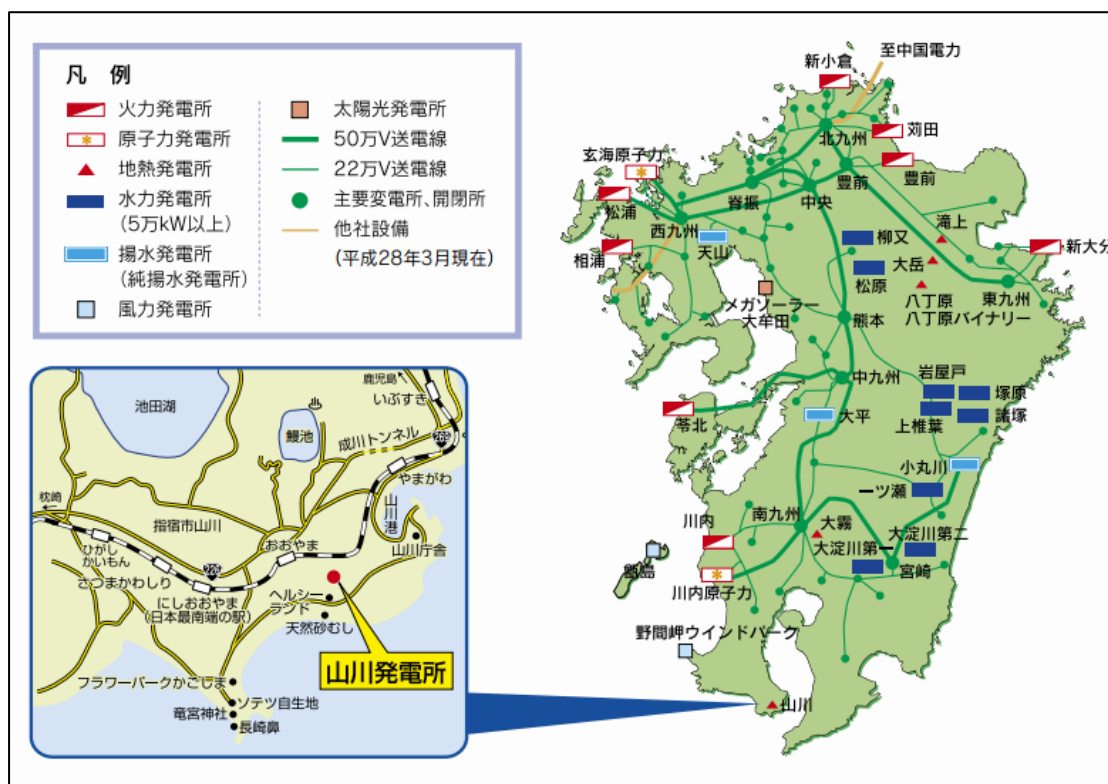 凡 例
火力発電所
原子力発電所
地熱発電所
水力発電所
(5万kW以上)
揚水発電所
(純揚水発電所)
風力発電所
太陽光発電所
50万V送電線
22万V送電線
主要変電所、開閉所
他社設備
(平成28年3月現在)
至中国電力
新小倉
北九州
苅田
玄海原子力
豊前
豊前
松浦
脊振
中央
西九州
滝上
相浦
天山
柳又
新大分
大岳
松原
東九州
メガソーラー
大牟田
八丁原
八丁原バイナリー
熊本
中九州
岩屋戸
塚原
苓北
大平
上椎葉
諸塚
小丸川
一ツ瀬
川内
南九州
大霧
大淀川第二
大淀川第一
甑島
宮崎
川内原子力
野間岬ウインドパーク
山川
池田湖
鹿児島
いぶすき
鰻池
成川トンネル
269
枕崎
やまがわ
山川港
指宿市山川
おおやま
山川庁舎
ひがし
かいもん
226
さつまかわしり
ヘルシー
ランド
にしおおやま
(日本最南端の駅)
天然砂むし
山川発電所
フラワーパークかごしま
ソテツ自生地
竜宮神社
長崎鼻